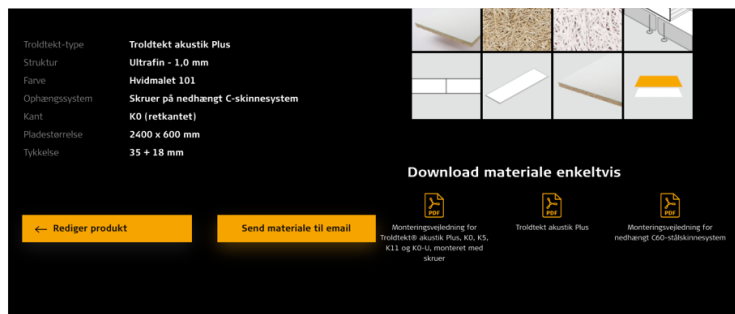 Troldtekt-type Troldtekt akustik Plus
Struktur Ultrafin - 1,0 mm
Farve Hvidmalet 101
Ophængssystem Skruer på nedhængt C-skinnesystem
Kant K0 (retkantet)
Pladestørrelse 2400 x 600 mm
Tykkelse 35 + 18 mm
← Rediger produkt
Send materiale til email
Download materiale enkeltvis
PDF
Monteringsvejledning for
Troldtekt® akustik Plus, K0, K5,
K11 og K0-U, monteret med
skruer
PDF
Troldtekt akustik Plus
PDF
Monteringsvejledning for
nedhængt C60-stålskinnesystem